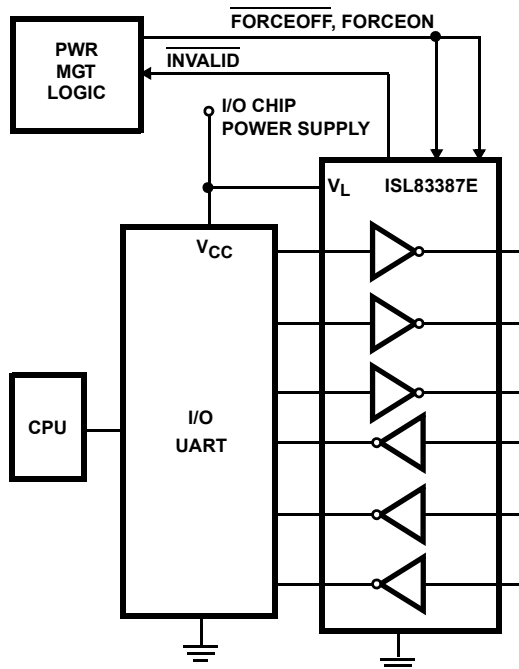 FORCEOFF, FORCEON
PWR
MGT
LOGIC
INVALID
I/O CHIP
POWER SUPPLY
VL
ISL83387E
VCC
CPU
I/O
UART